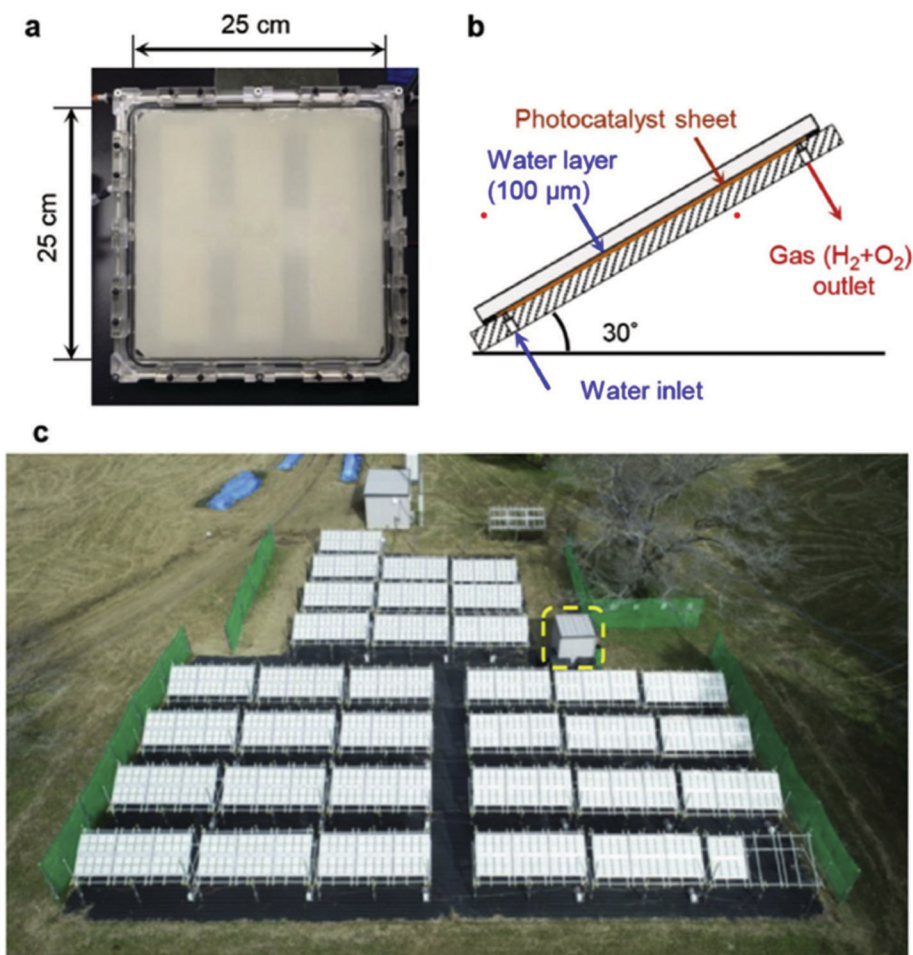 a
25 cm
25 cm
b
Photocatalyst sheet
Water layer
(100 µm)
Gas (H₂+O₂)
outlet
30°
Water inlet
c